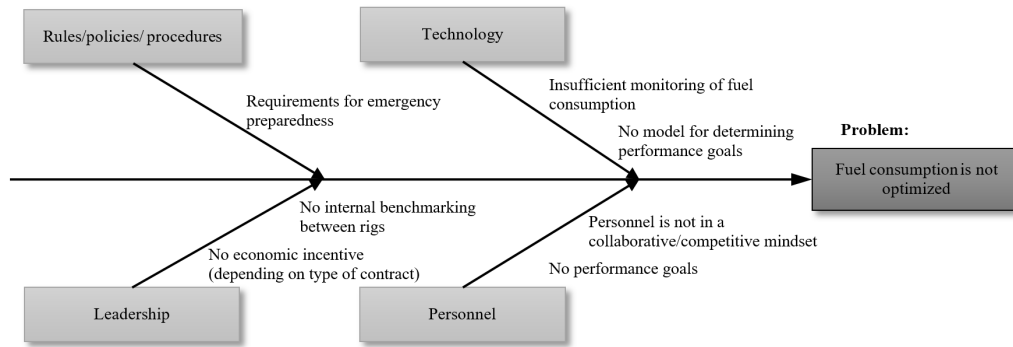 Rules/policies/ procedures
Technology
Requirements for emergency
preparedness
Insufficient monitoring of fuel
consumption
No model for determining
performance goals
Problem:
Fuel consumption is not
optimized
No internal benchmarking
between rigs
No economic incentive
(depending on type of contract)
Personnel is not in a
collaborative/competitive mindset
No performance goals
Leadership
Personnel